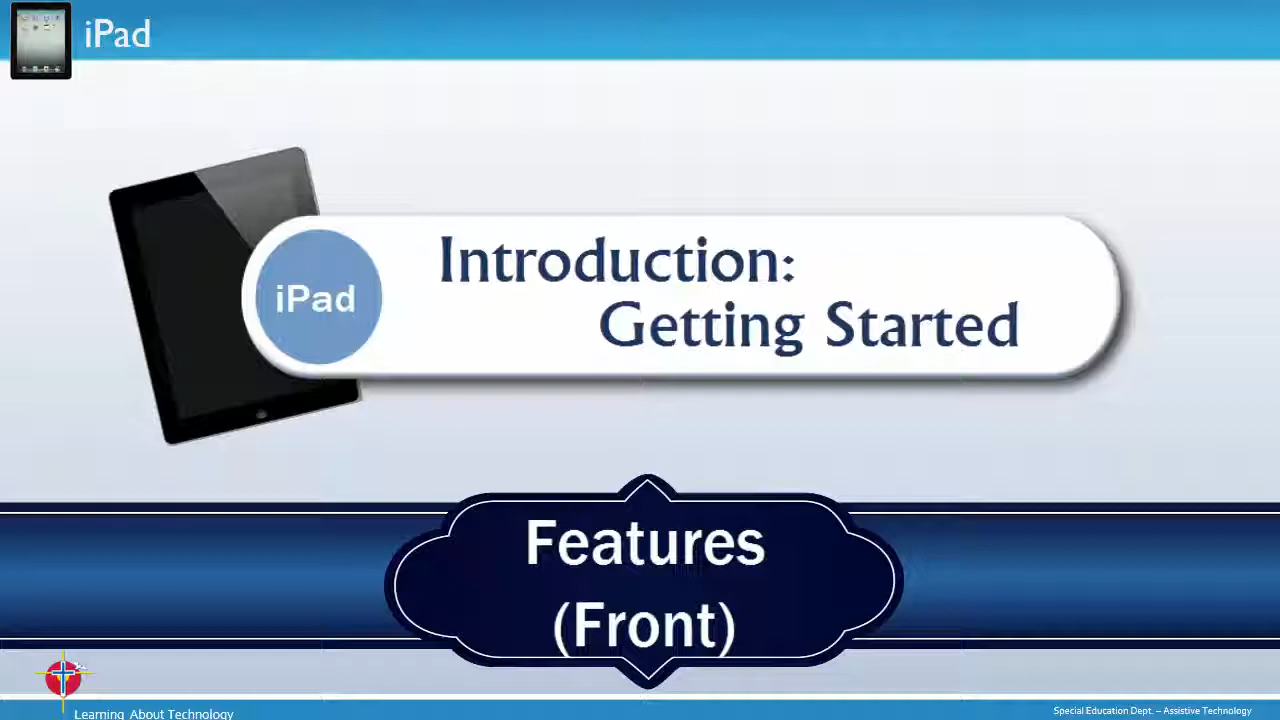 iPad
iPad
Introduction:
Getting Started
Features
(Front)
Learning About Technology
Special Education Dept. – Assistive Technology